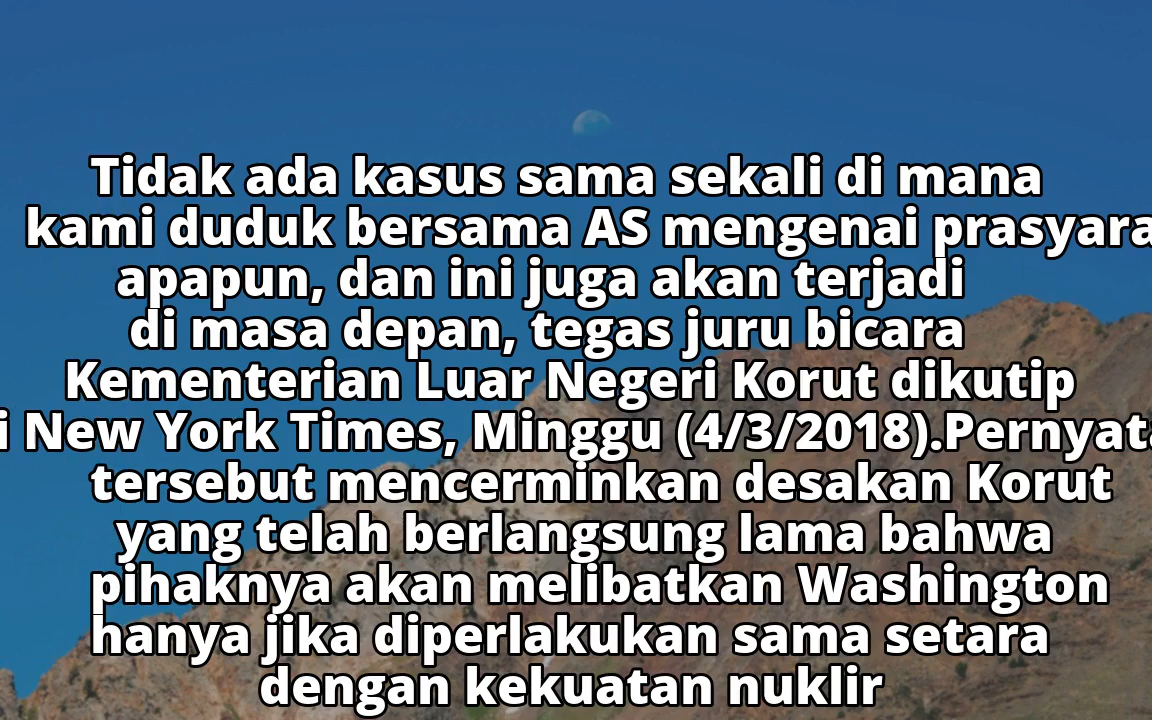 Tidak ada kasus sama sekali di mana
kami duduk bersama AS mengenai prasyara
apapun, dan ini juga akan terjadi
di masa depan, tegas juru bicara
Kementerian Luar Negeri Korut dikutip
i New York Times, Minggu (4/3/2018).Pernyata
tersebut mencerminkan desakan Korut
yang telah berlangsung lama bahwa
pihaknya akan melibatkan Washington
hanya jika diperlakukan sama setara
dengan kekuatan nuklir